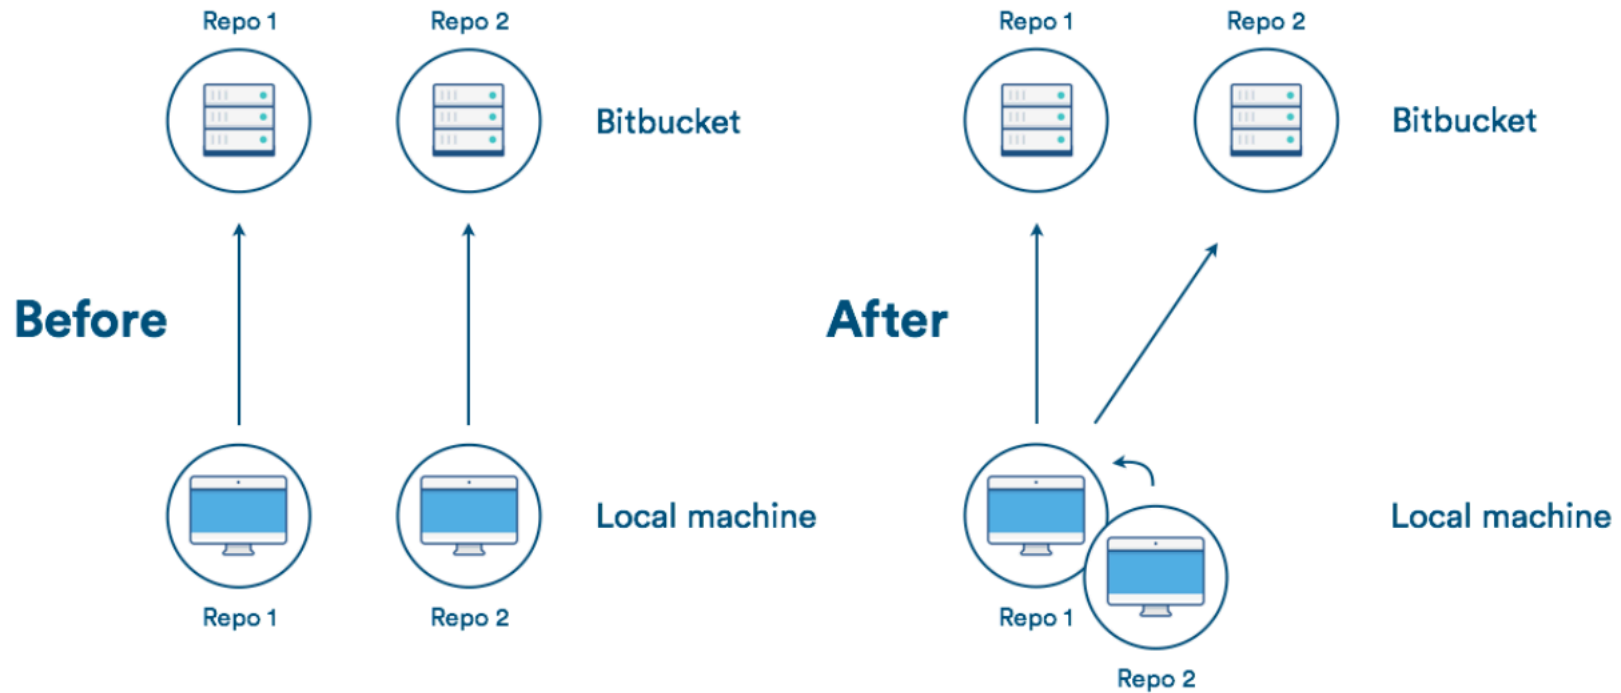 Repo 1
Repo 2
Bitbucket
Before
Local machine
Repo 1
Repo 2
Repo 1
Repo 2
Bitbucket
After
Local machine
Repo 1
Repo 2